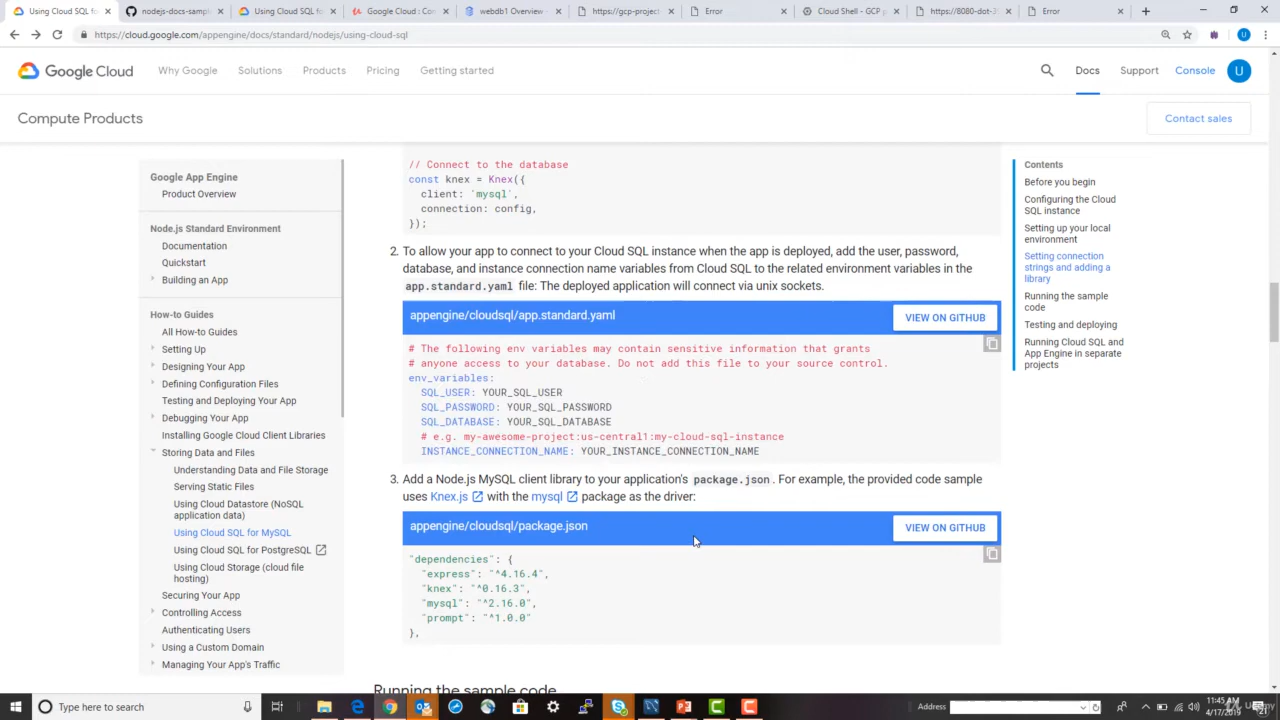 Using Cloud SQL for
nodejs-docs-sample
Using Cloud SQL for
Google Cloud : Con
webdb1 Overview -
https://gcp-project
Error
Cloud Shell - GCP p
https://8080-dot-3
Error
https://cloud.google.com/appengine/docs/standard/nodejs/using-cloud-sql
U
Google Cloud
Why Google
Solutions
Products
Pricing
Getting started
Docs
Support
Console
U
Compute Products
Contact sales
Google App Engine
Product Overview
Node.js Standard Environment
Documentation
Quickstart
Building an App
How-to Guides
All How-to Guides
Setting Up
Designing Your App
Defining Configuration Files
Testing and Deploying Your App
Debugging Your App
Installing Google Cloud Client Libraries
Storing Data and Files
Understanding Data and File Storage
Serving Static Files
Using Cloud Datastore (NoSQL
application data)
Using Cloud SQL for MySQL
Using Cloud SQL for PostgreSQL
Using Cloud Storage (cloud file
hosting)
Securing Your App
Controlling Access
Authenticating Users
Using a Custom Domain
Managing Your App's Traffic
// Connect to the database
const knex = Knex({
client: 'mysql',
connection: config,
});
2. To allow your app to connect to your Cloud SQL instance when the app is deployed, add the user, password,
database, and instance connection name variables from Cloud SQL to the related environment variables in the
app.standard.yaml file: The deployed application will connect via unix sockets.
appengine/cloudsql/app.standard.yaml
VIEW ON GITHUB
# The following env variables may contain sensitive information that grants
# anyone access to your database. Do not add this file to your source control.
env_variables:
SQL_USER: YOUR_SQL_USER
SQL_PASSWORD: YOUR_SQL_PASSWORD
SQL_DATABASE: YOUR_SQL_DATABASE
# e.g. my-awesome-project:us-central1:my-cloud-sql-instance
INSTANCE_CONNECTION_NAME: YOUR_INSTANCE_CONNECTION_NAME
3. Add a Node.js MySQL client library to your application's package.json. For example, the provided code sample
uses Knex.js with the mysql package as the driver:
appengine/cloudsql/package.json
VIEW ON GITHUB
"dependencies": {
"express": "^4.16.4",
"knex": "^0.16.3",
"mysql": "^2.16.0",
"prompt": "^1.0.0"
},
Running the sample code
Contents
Before you begin
Configuring the Cloud
SQL instance
Setting up your local
environment
Setting connection
strings and adding a
library
Running the sample
code
Testing and deploying
Running Cloud SQL and
App Engine in separate
projects
Type here to search
Address
11:45 AM
4/17/2019
21